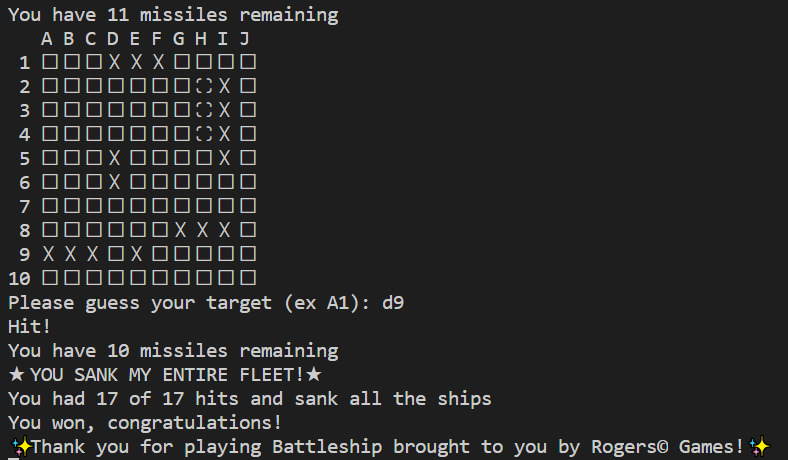 You have 11 missiles remaining
   A B C D E F G H I J
 1 □ □ □ X X X □ □ □ □
 2 □ □ □ □ □ □ □ ⛶ X □
 3 □ □ □ □ □ □ □ ⛶ X □
 4 □ □ □ □ □ □ □ ⛶ X □
 5 □ □ □ X □ □ □ □ X □
 6 □ □ □ X □ □ □ □ □ □
 7 □ □ □ □ □ □ □ □ □ □
 8 □ □ □ □ □ □ X X X □
 9 X X X □ X □ □ □ □ □
10 □ □ □ □ □ □ □ □ □ □
Please guess your target (ex A1): d9
Hit!
You have 10 missiles remaining
★YOU SANK MY ENTIRE FLEET!★
You had 17 of 17 hits and sank all the ships
You won, congratulations!
✨Thank you for playing Battleship brought to you by Rogers© Games!✨